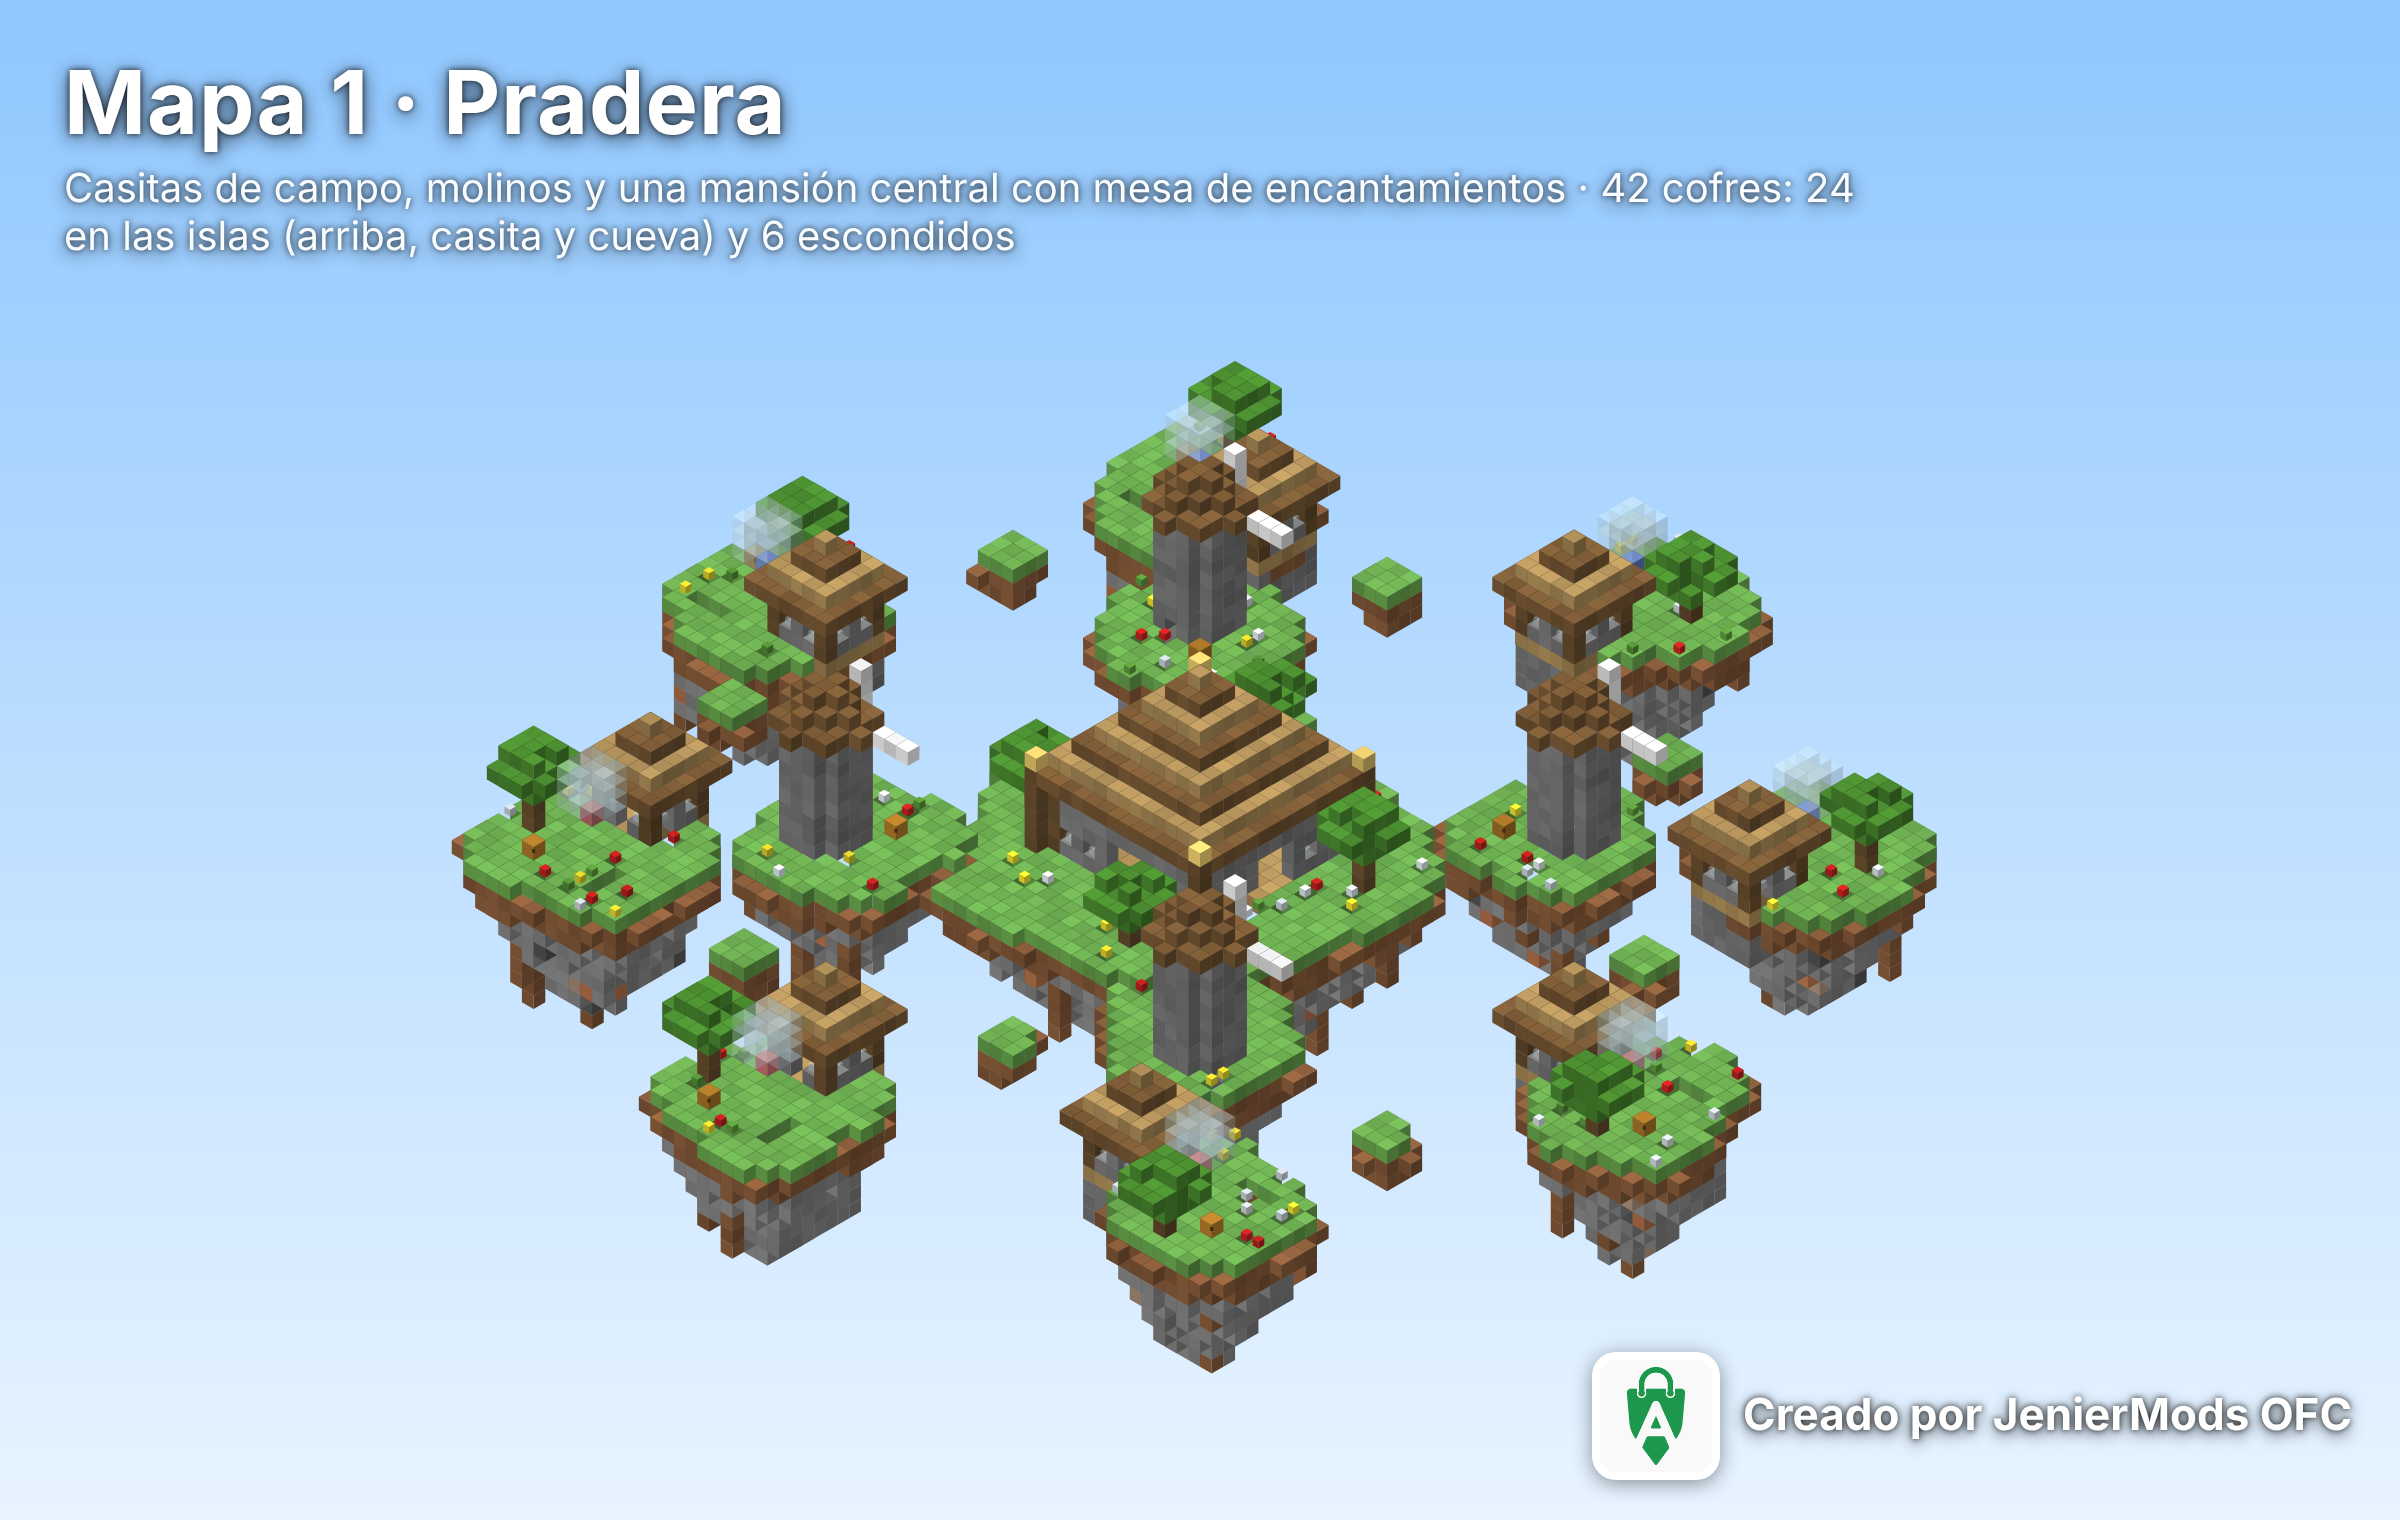 Mapa 1 · Pradera
Casitas de campo, molinos y una mansión central con mesa de encantamientos · 42 cofres: 24
en las islas (arriba, casita y cueva) y 6 escondidos
A
Creado por JenierMods OFC